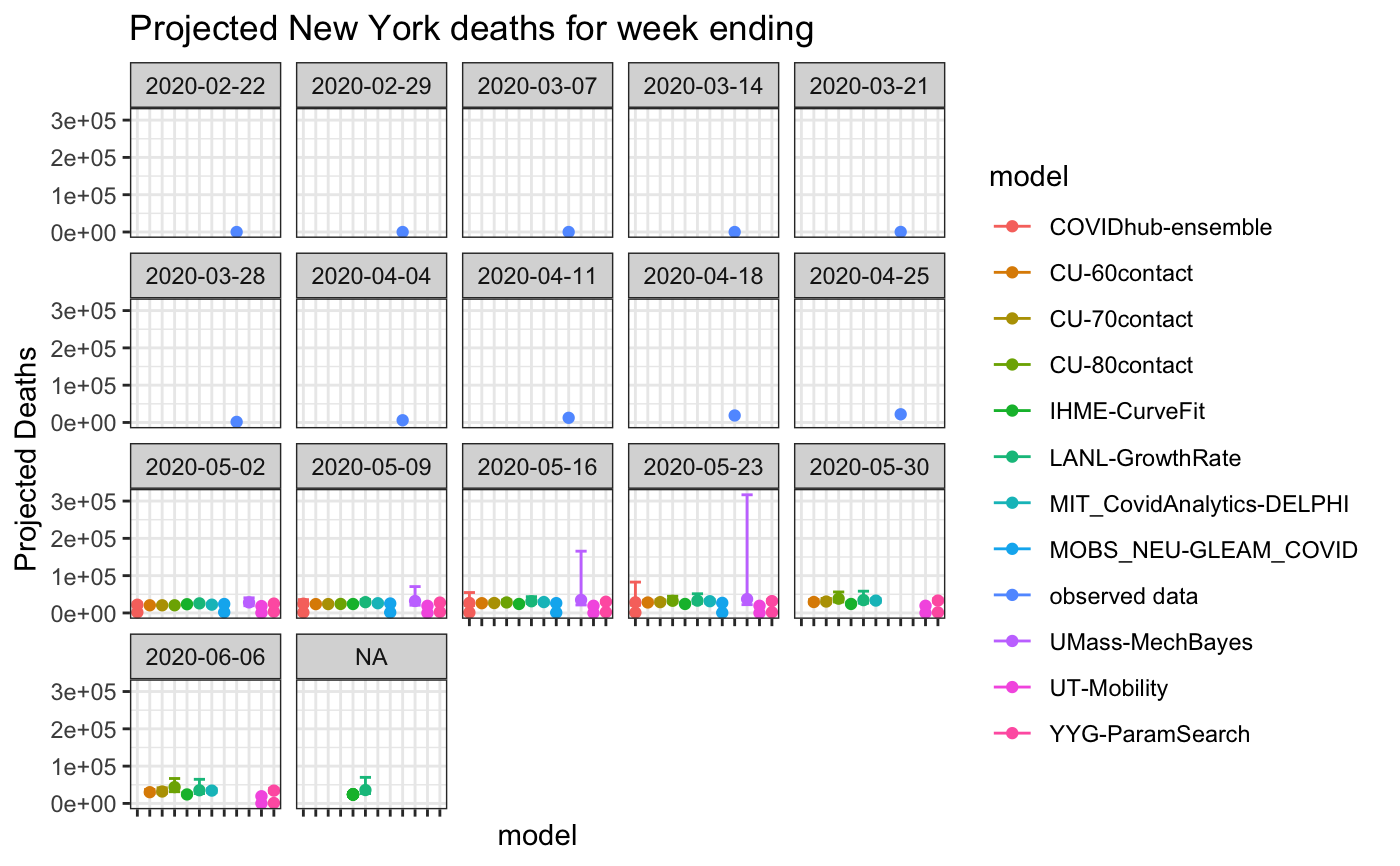 Projected New York deaths for week ending
2020-02-22 2020-02-29 2020-03-07 2020-03-14 2020-03-21
3e+05
2e+05
1e+05
0e+00
2020-03-28 2020-04-04 2020-04-11 2020-04-18 2020-04-25
3e+05
2e+05
1e+05
0e+00
2020-05-02 2020-05-09 2020-05-16 2020-05-23 2020-05-30
3e+05
2e+05
1e+05
0e+00
2020-06-06 NA
3e+05
2e+05
1e+05
0e+00
Projected Deaths
model
model
COVIDhub-ensemble
CU-60contact
CU-70contact
CU-80contact
IHME-CurveFit
LANL-GrowthRate
MIT_CovidAnalytics-DELPHI
MOBS_NEU-GLEAM_COVID
observed data
UMass-MechBayes
UT-Mobility
YYG-ParamSearch